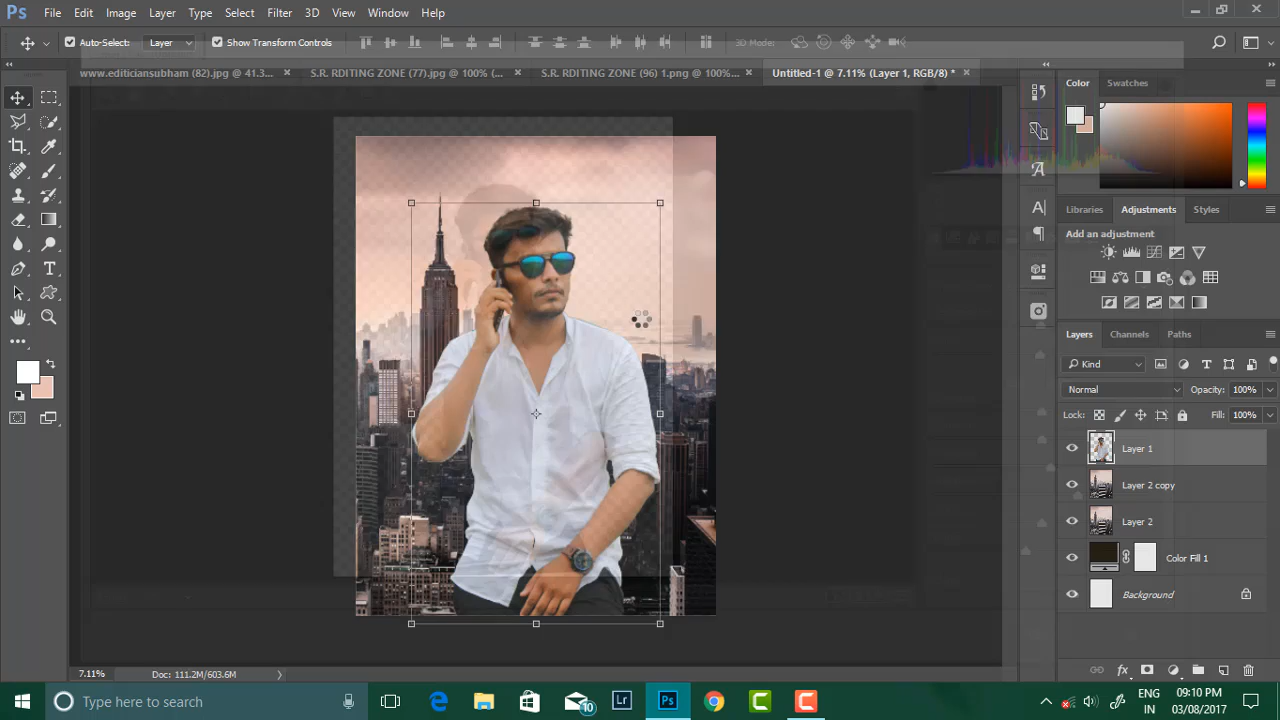 Ps File Edit Image Layer Type Select Filter 3D View Window Help
Auto-Select: Layer Show Transform Controls 3D Mode:
www.editiciansubham (82).jpg @ 41.3... × S.R. RDITING ZONE (77).jpg @ 100% (... × S.R. RDITING ZONE (96) 1.png @ 100%... × Untitled-1 @ 7.11% (Layer 1, RGB/8) * ×
Color Swatches
Libraries Adjustments Styles
Add an adjustment
Layers Channels Paths
Kind
Normal Opacity: 100%
Lock: Fill: 100%
Layer 1
Layer 2 copy
Layer 2
Color Fill 1
Background
7.11% Doc: 111.2M/603.6M
Type here to search 10 Lr Ps ENG IN 09:10 PM 03/08/2017